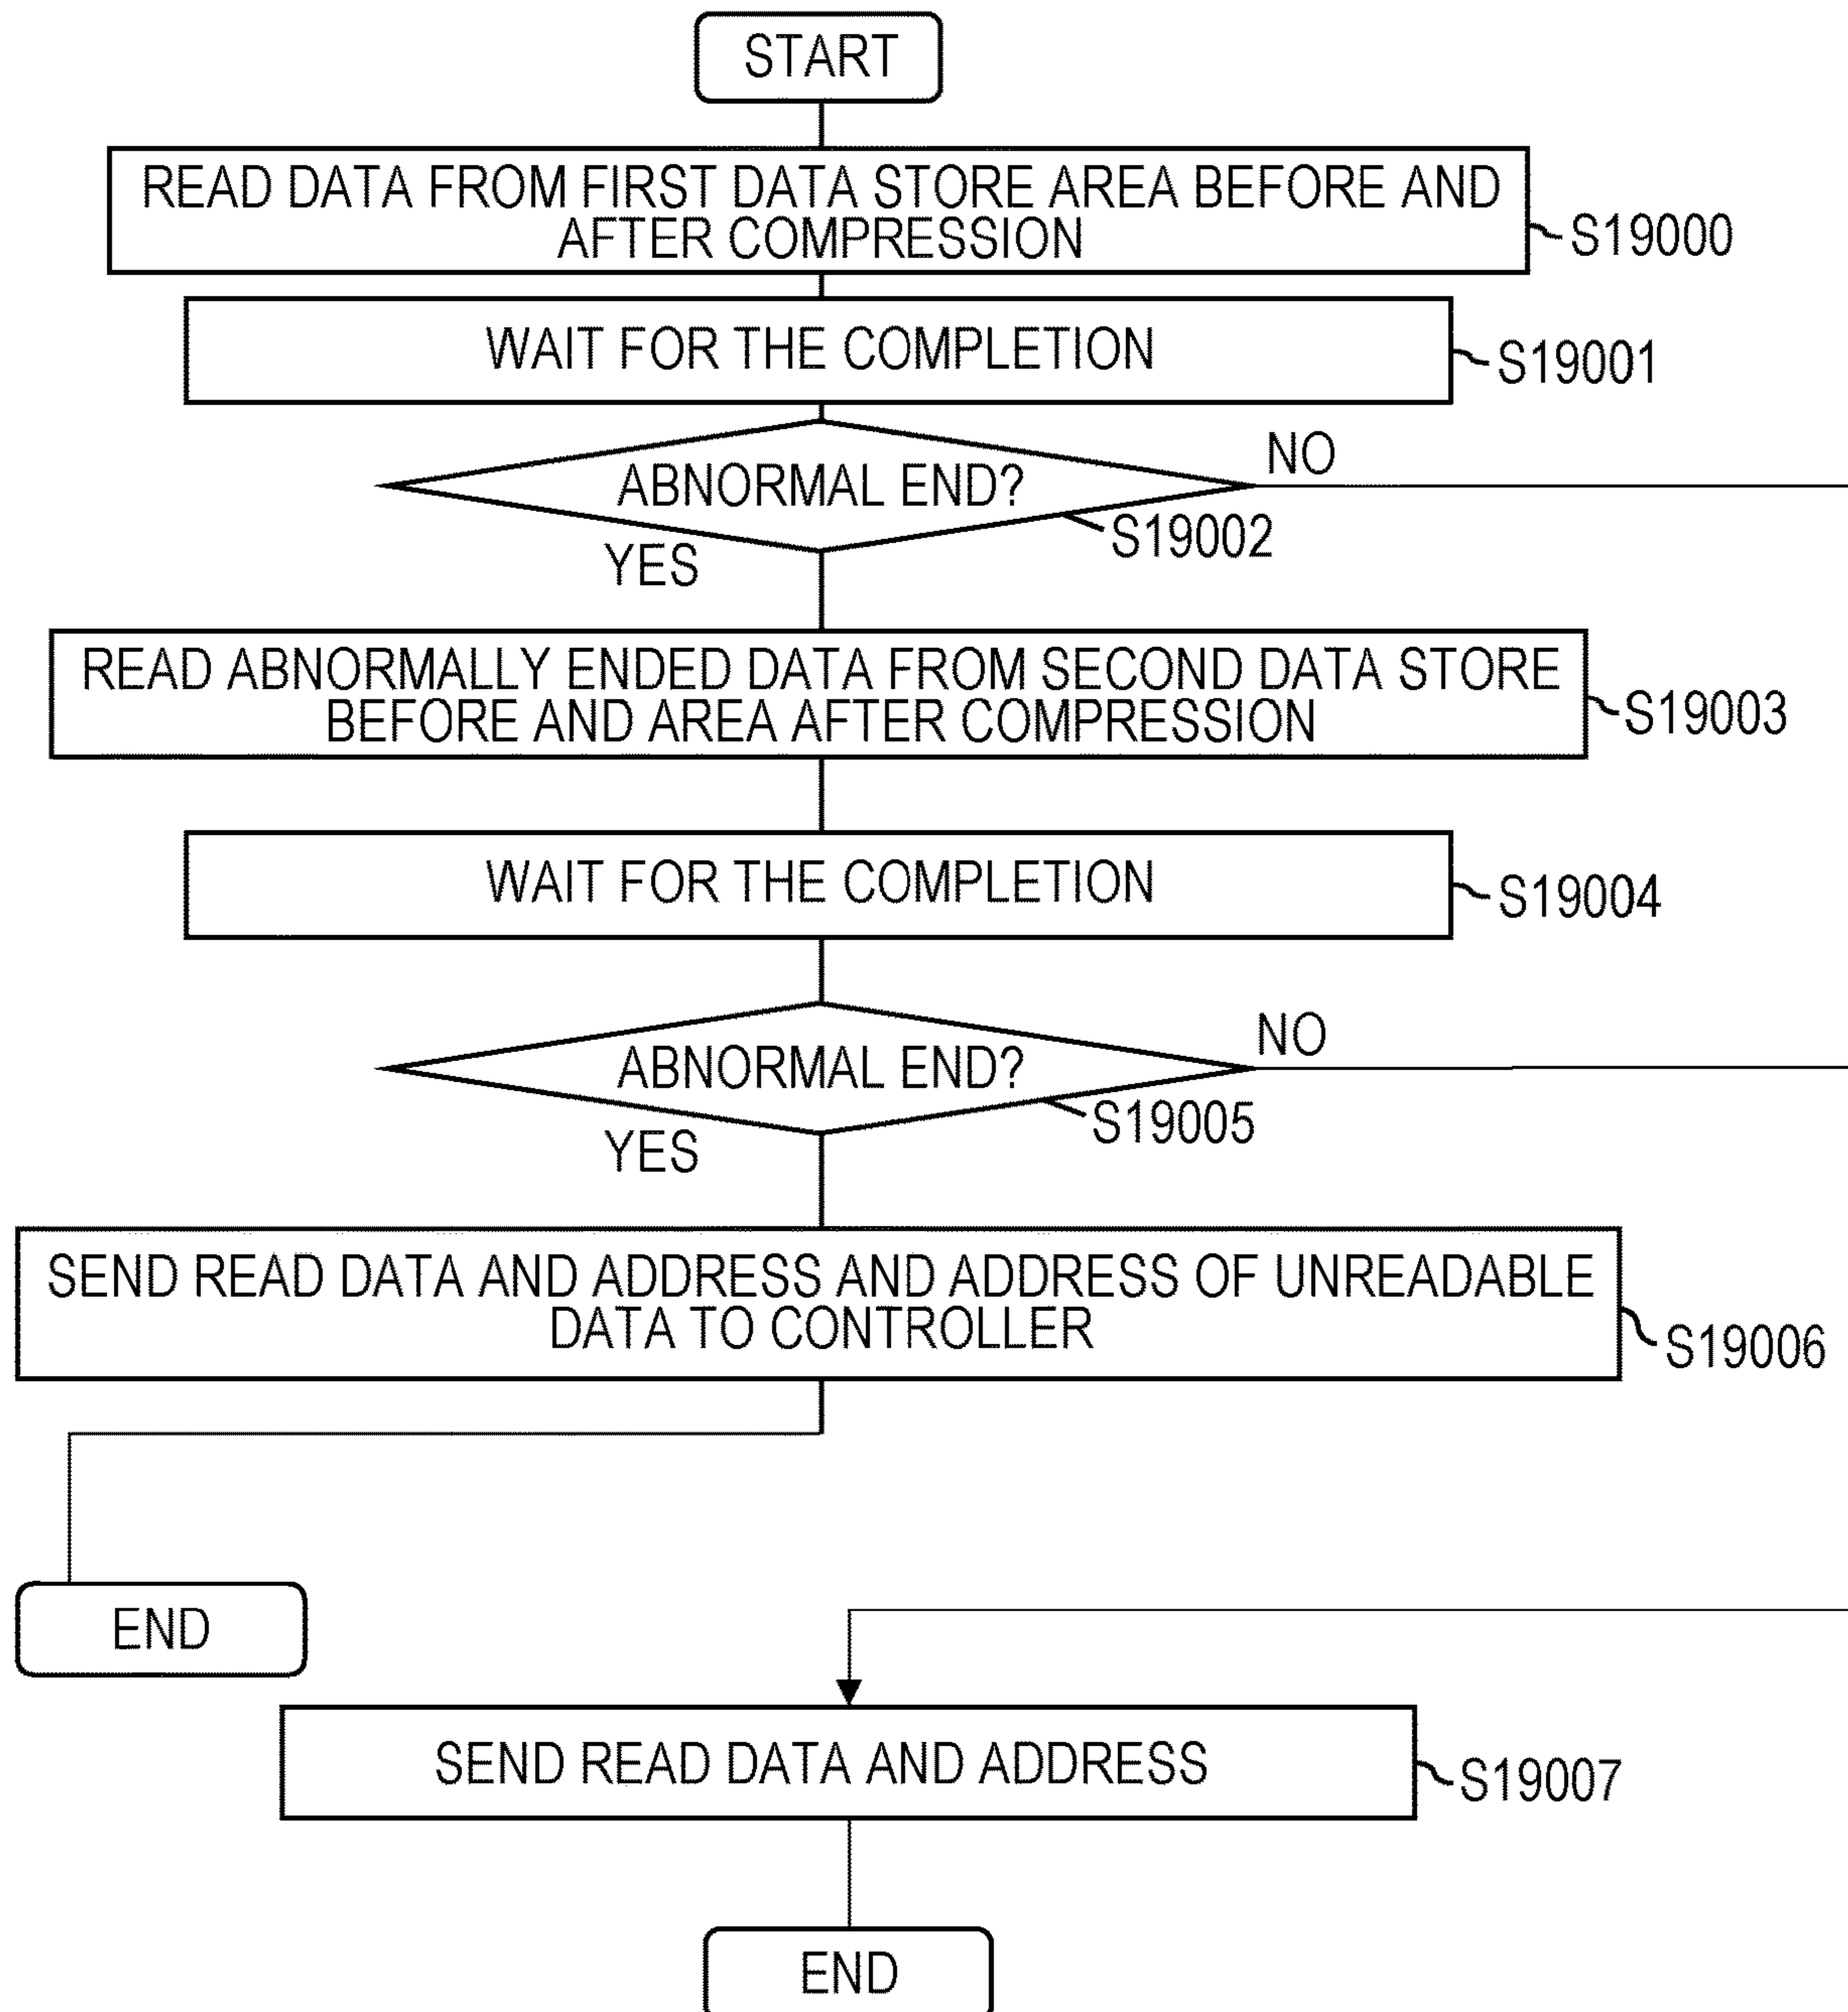 START
READ DATA FROM FIRST DATA STORE AREA BEFORE AND
AFTER COMPRESSION
S19000
WAIT FOR THE COMPLETION
S19001
ABNORMAL END?
NO
S19002
YES
READ ABNORMALLY ENDED DATA FROM SECOND DATA STORE
BEFORE AND AREA AFTER COMPRESSION
S19003
WAIT FOR THE COMPLETION
S19004
ABNORMAL END?
NO
S19005
YES
SEND READ DATA AND ADDRESS AND ADDRESS OF UNREADABLE
DATA TO CONTROLLER
S19006
END
SEND READ DATA AND ADDRESS
S19007
END